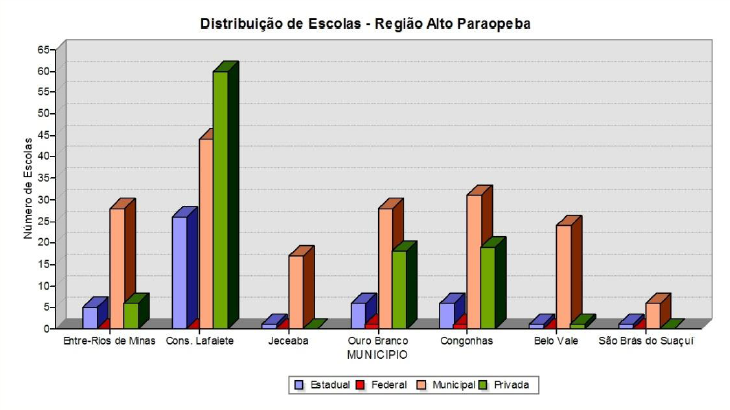 Distribuição de Escolas - Região Alto Paraopeba
Número de Escolas
65
60
55
50
45
40
35
30
25
20
15
10
5
0
Entre-Rios de Minas Cons. Lafaiete Jeceaba Ouro Branco Congonhas Belo Vale São Brás do Suaçuí
MUNICIPIO
Estadual Federal Municipal Privada